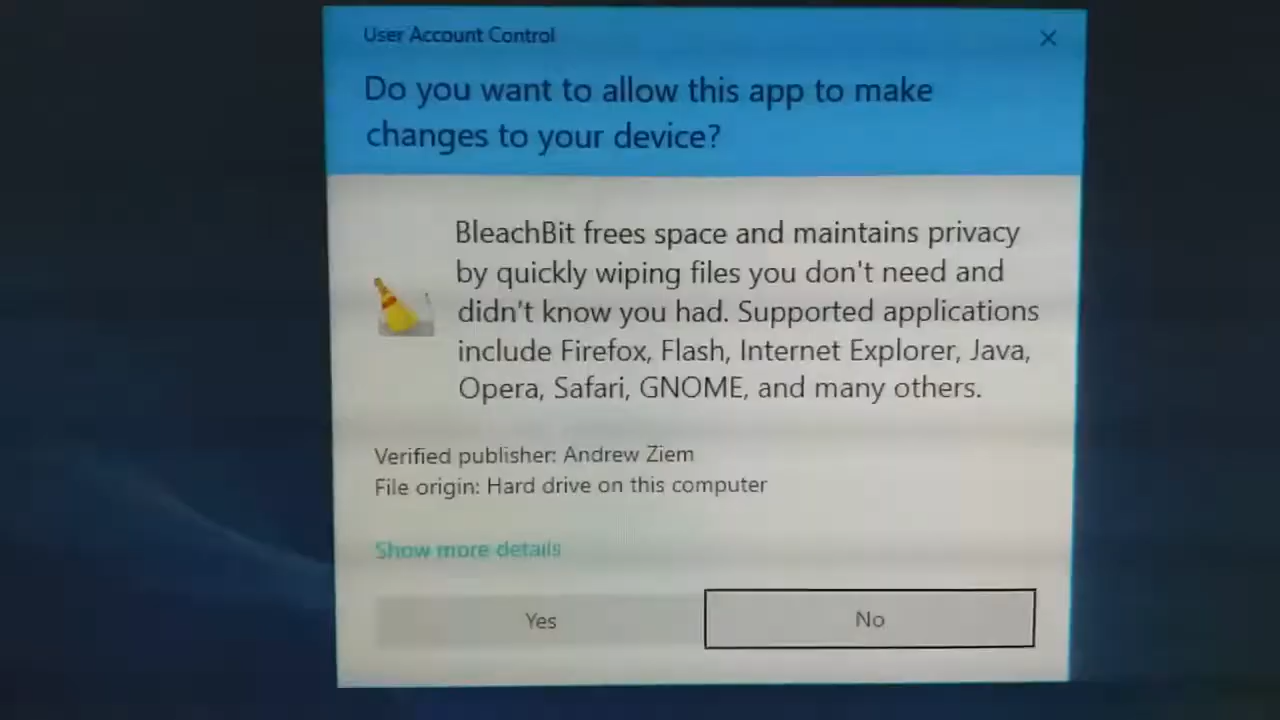 User Account Control
Do you want to allow this app to make
changes to your device?
BleachBit frees space and maintains privacy
by quickly wiping files you don't need and
didn't know you had. Supported applications
include Firefox, Flash, Internet Explorer, Java,
Opera, Safari, GNOME, and many others.
Verified publisher: Andrew Ziem
File origin: Hard drive on this computer
Show more details
Yes
No